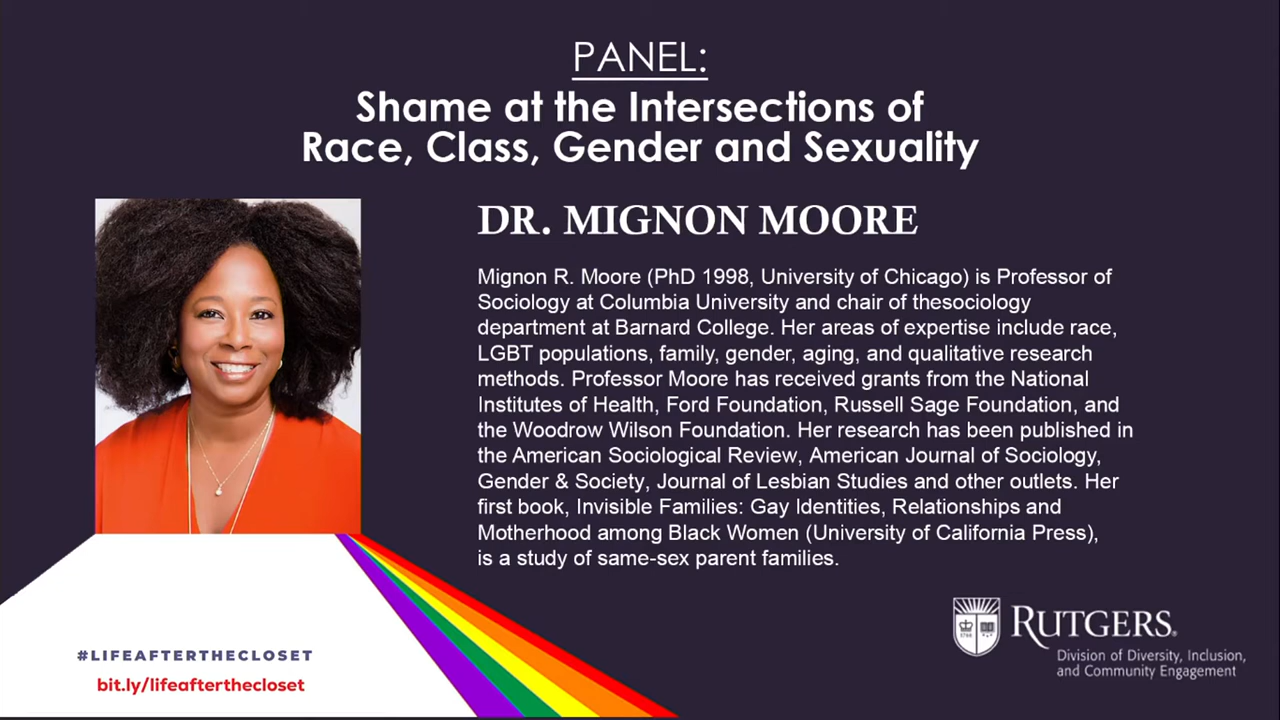 PANEL:
Shame at the Intersections of
Race, Class, Gender and Sexuality
DR. MIGNON MOORE
Mignon R. Moore (PhD 1998, University of Chicago) is Professor of
Sociology at Columbia University and chair of thesociology
department at Barnard College. Her areas of expertise include race,
LGBT populations, family, gender, aging, and qualitative research
methods. Professor Moore has received grants from the National
Institutes of Health, Ford Foundation, Russell Sage Foundation, and
the Woodrow Wilson Foundation. Her research has been published in
the American Sociological Review, American Journal of Sociology,
Gender & Society, Journal of Lesbian Studies and other outlets. Her
first book, Invisible Families: Gay Identities, Relationships and
Motherhood among Black Women (University of California Press),
is a study of same-sex parent families.
#LIFEAFTERTHECLOSET
bit.ly/lifeafterthecloset
RUTGERS
Division of Diversity, Inclusion,
and Community Engagement